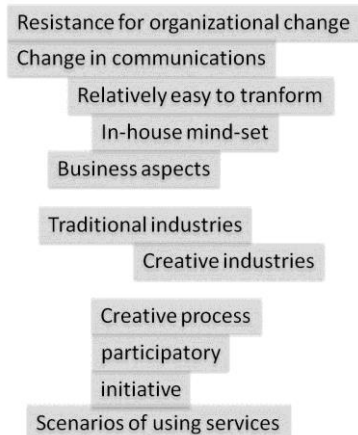 Resistance for organizational change
Change in communications
Relatively easy to tranform
In-house mind-set
Business aspects
Traditional industries
Creative industries
Creative process
participatory
initiative
Scenarios of using services